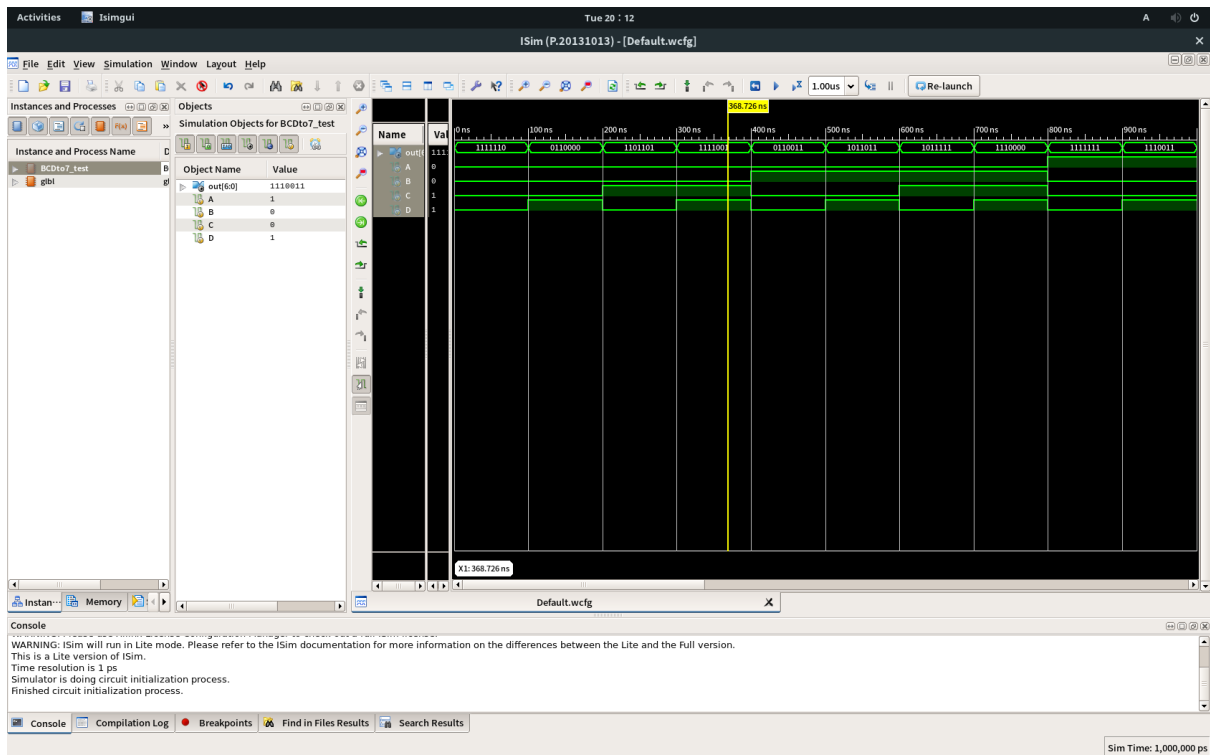 Activities Isimgui Tue 20 : 12 A
ISim (P.20131013) - [Default.wcfg]
File Edit View Simulation Window Layout Help
1.00us Re-launch
Instances and Processes Objects
Simulation Objects for BCDto7_test
Instance and Process Name D
BCDto7_test B
glbl gl
Object Name Value
out(6:0) 1110011
A 1
B 0
C 0
D 1
368.726 ns
Name Val
0 ns 100 ns 200 ns 300 ns 400 ns 500 ns 600 ns 700 ns 800 ns 900 ns
out[6 111 1111110 0110000 1101101 1111001 0110011 1011011 1011111 1110000 1111111 1110011
A 0
B 0
C 1
D 1
X1: 368.726 ns
Instan··· Memory
Default.wcfg
Console
WARNING: ISim will run in Lite mode. Please refer to the ISim documentation for more information on the differences between the Lite and the Full version.
This is a Lite version of ISim.
Time resolution is 1 ps
Simulator is doing circuit initialization process.
Finished circuit initialization process.
Console Compilation Log Breakpoints Find in Files Results Search Results
Sim Time: 1,000,000 ps